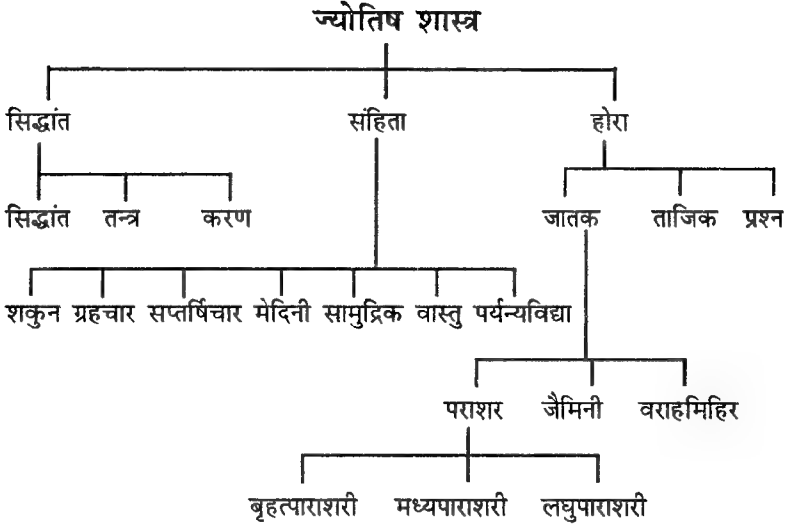 ज्योतिष शास्त्र
सिद्धांत संहिता होरा
सिद्धांत तन्त्र करण जातक ताजिक प्रश्न
शकुन ग्रहचार सप्तर्षिचार मेदिनी सामुद्रिक वास्तु पर्यन्यविद्या
पराशर जैमिनी वराहमिहिर
बृहत्पाराशरी मध्यपाराशरी लघुपाराशरी